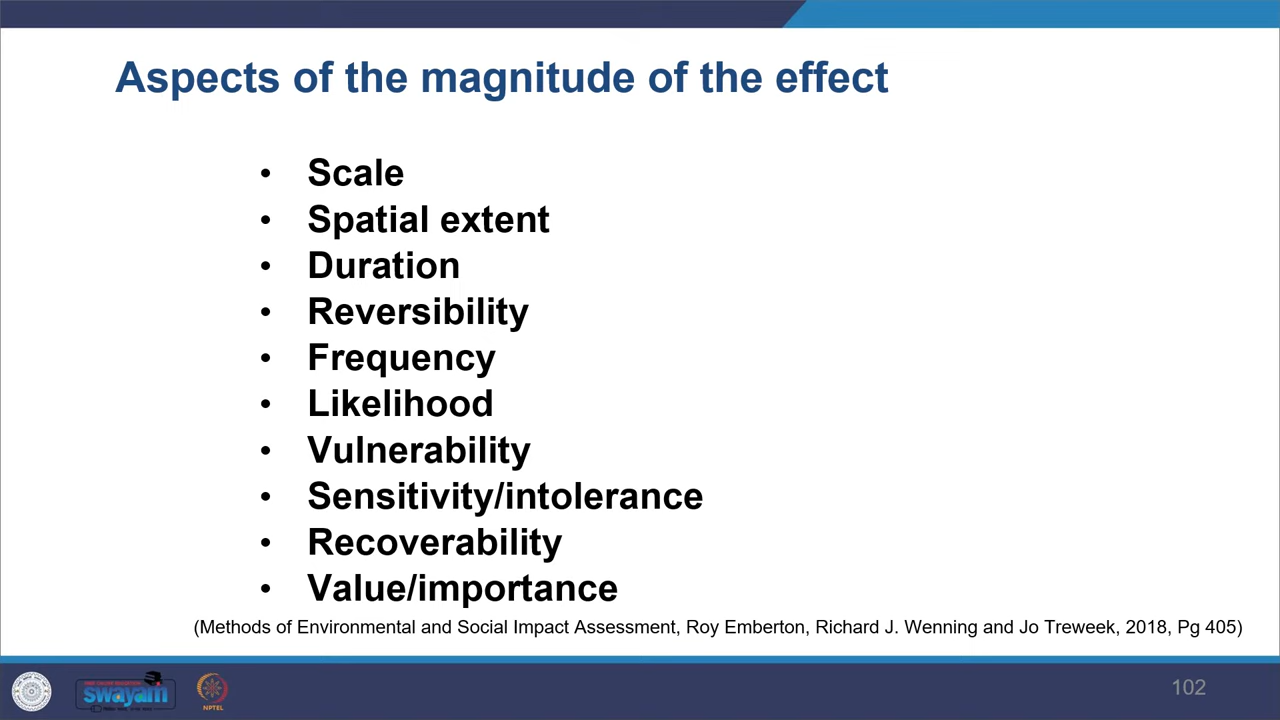 Aspects of the magnitude of the effect
• Scale
• Spatial extent
• Duration
• Reversibility
• Frequency
• Likelihood
• Vulnerability
• Sensitivity/intolerance
• Recoverability
• Value/importance
(Methods of Environmental and Social Impact Assessment, Roy Emberton, Richard J. Wenning and Jo Treweek, 2018, Pg 405)
swayam
NPTEL
102